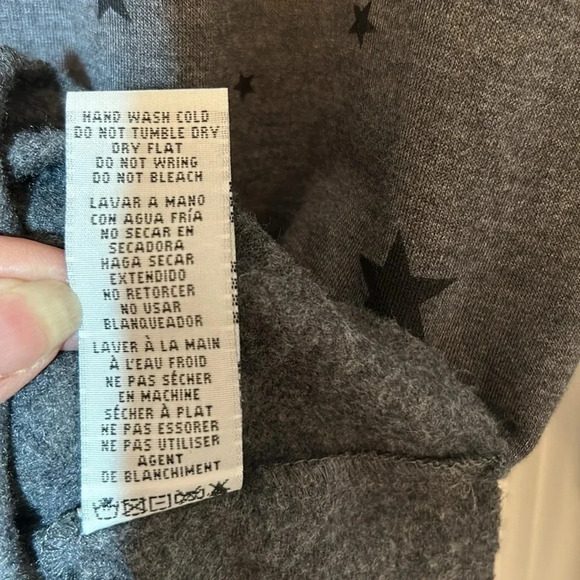 HAND WASH COLD
DO NOT TUMBLE DRY
DRY FLAT
DO NOT WRING
DO NOT BLEACH
LAVAR A MANO
CON AGUA FRÍA
NO SECAR EN
SECADORA
HAGA SECAR
EXTENDIDO
NO RETORCER
NO USAR
BLANQUEADOR
LAVER À LA MAIN
À L'EAU FROID
NE PAS SÉCHER
EN MACHINE
SÉCHER À PLAT
NE PAS ESSORER
NE PAS UTILISER
AGENT
DE BLANCHIMENT